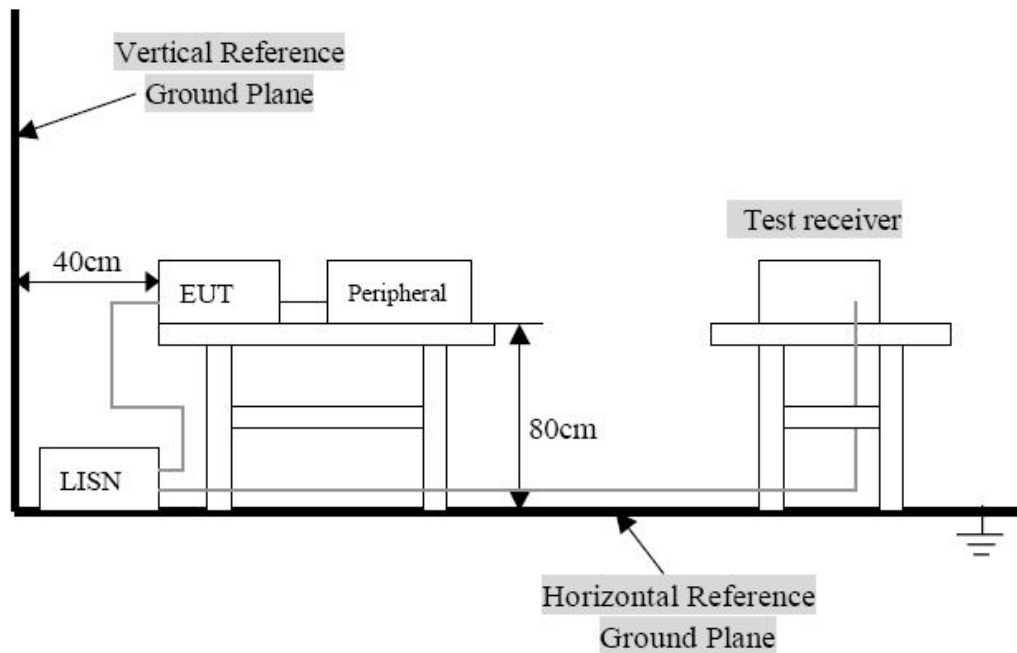 Vertical Reference
Ground Plane
Test receiver
40cm
EUT
Peripheral
80cm
LISN
Horizontal Reference
Ground Plane